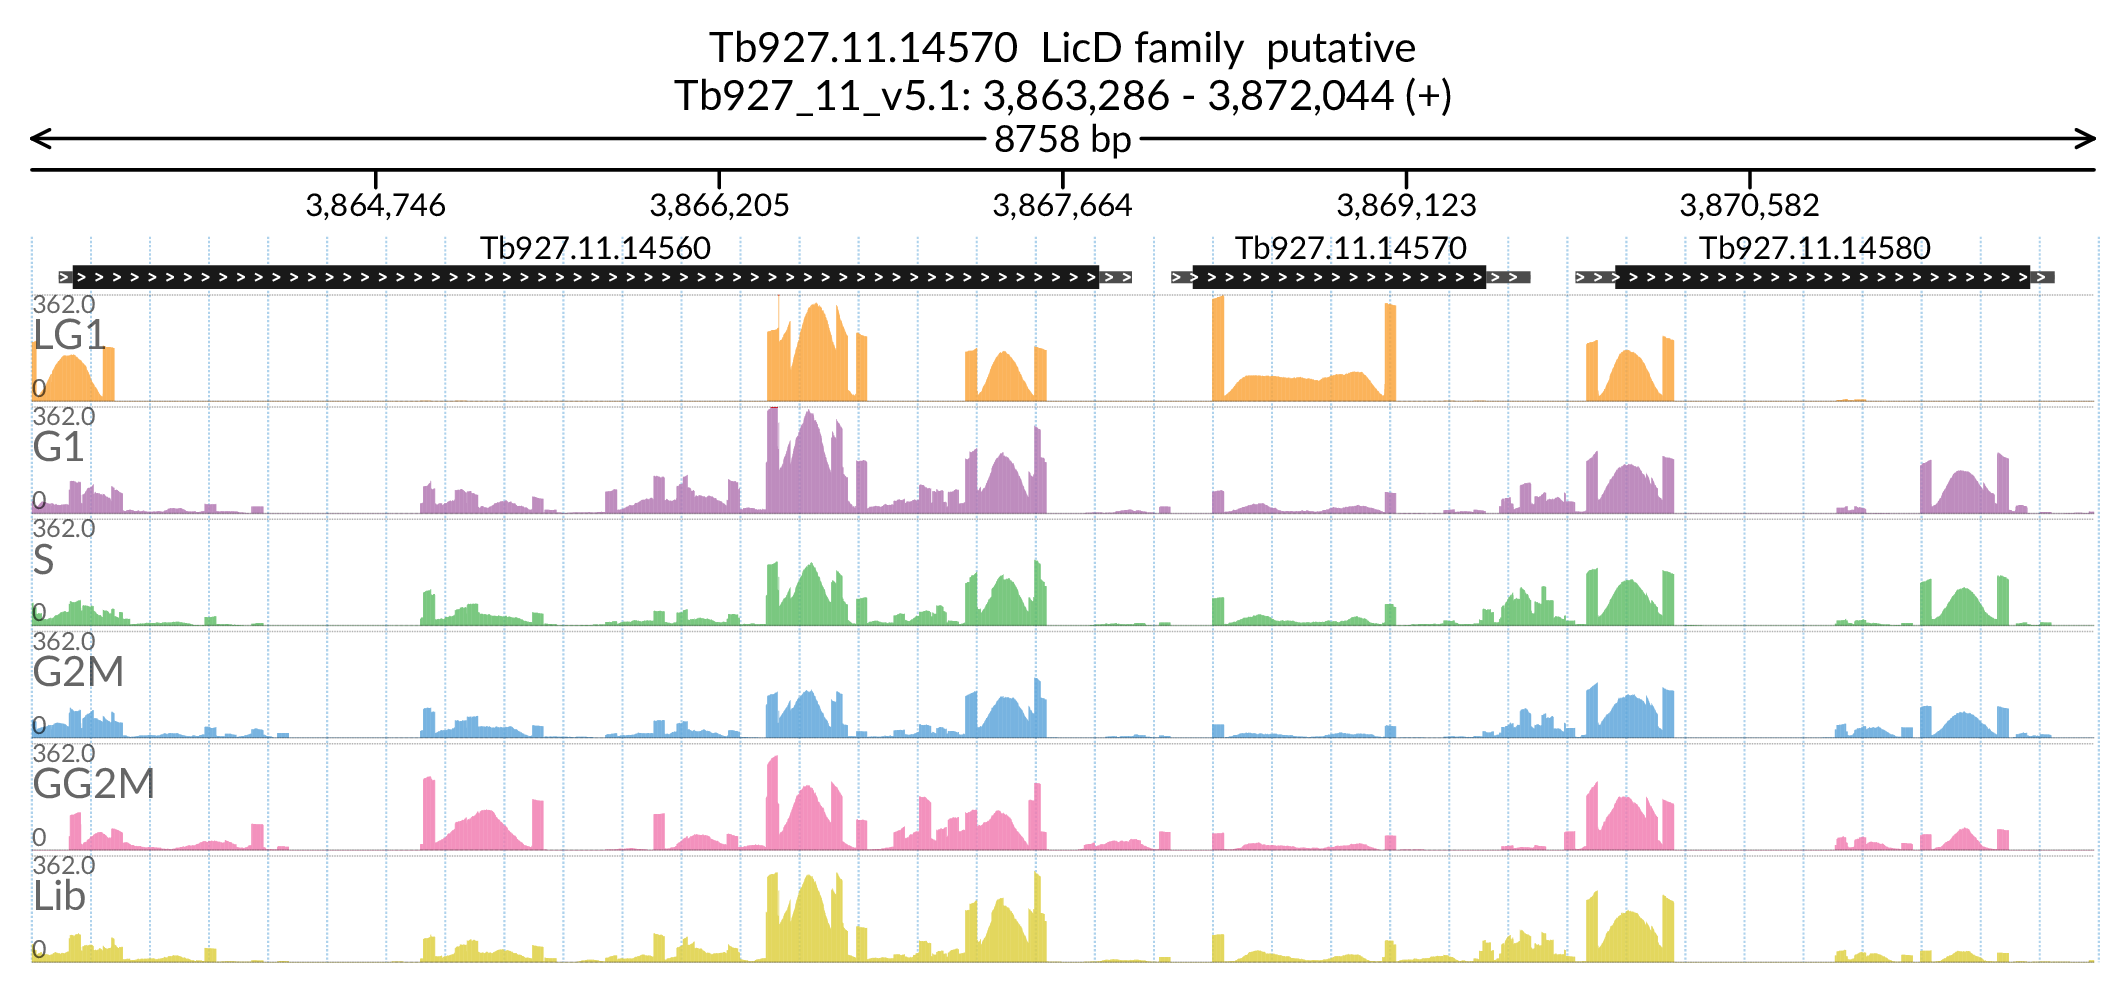 Tb927.11.14570  LicD family  putative
Tb927_11_v5.1: 3,863,286 - 3,872,044 (+)
8758 bp
3,864,746 3,866,205 3,867,664 3,869,123 3,870,582
Tb927.11.14560 Tb927.11.14570 Tb927.11.14580
362.0
LG1
0
362.0
G1
0
362.0
S
0
362.0
G2M
0
362.0
GG2M
0
362.0
Lib
0